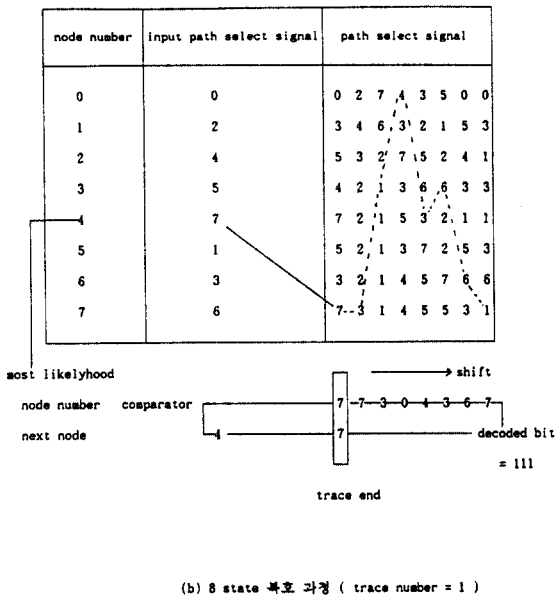 node number input path select signal path select signal
0 0 0 2 7 4 3 5 0 0
1 2 3 4 6 3 2 1 5 3
2 4 5 3 2 7 5 2 4 1
3 5 4 2 1 3 6 6 3 3
4 7 7 2 1 5 3 2 1 1
5 1 5 2 1 3 7 2 5 3
6 3 3 2 1 4 5 7 6 6
7 6 7 3 1 4 5 5 3 1
most likelyhood
shift
node number comparator 7 7 3 0 4 3 6 7
next node 4 7 decoded bit
= 111
trace end
(b) 8 state 복호 과정 ( trace number = 1 )